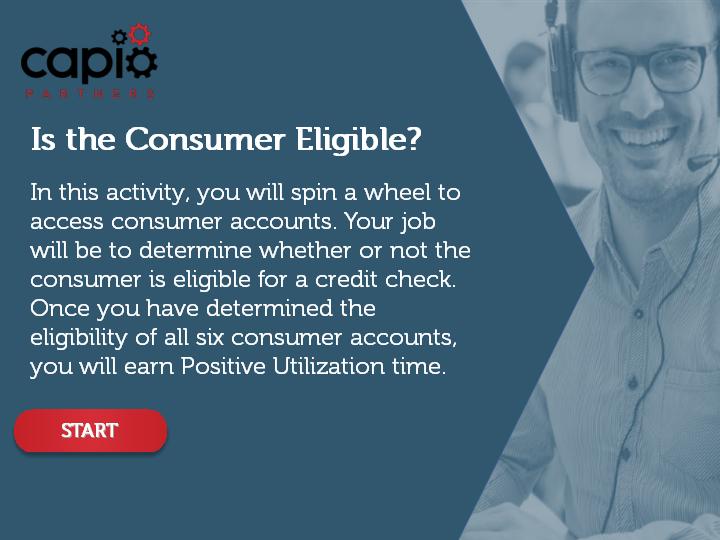 capio
PARTNERS
Is the Consumer Eligible?
In this activity, you will spin a wheel to
access consumer accounts. Your job
will be to determine whether or not the
consumer is eligible for a credit check.
Once you have determined the
eligibility of all six consumer accounts,
you will earn Positive Utilization time.
START